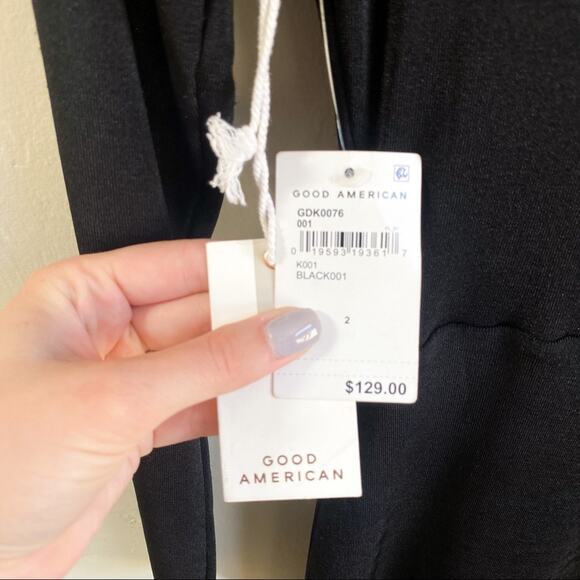 GOOD AMERICAN
GDK0076
001
0 19593 19361 7
K001
BLACK001
2
$129.00
GOOD
AMERICAN